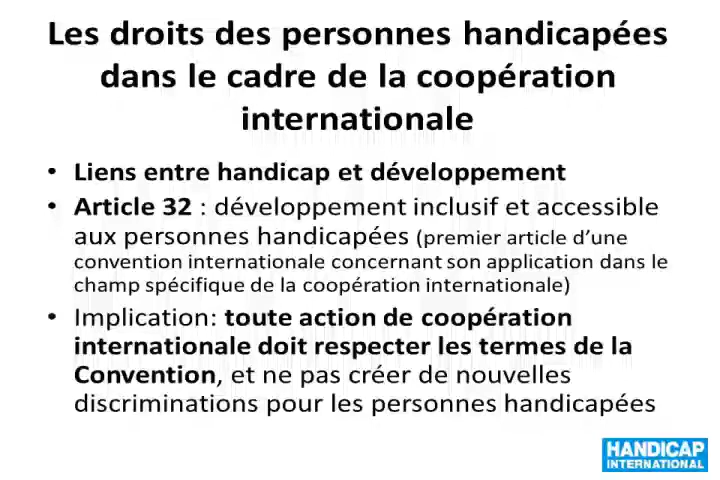 Les droits des personnes handicapées
dans le cadre de la coopération
internationale
• Liens entre handicap et développement
• Article 32 : développement inclusif et accessible
aux personnes handicapées (premier article d’une
convention internationale concernant son application dans le
champ spécifique de la coopération internationale)
• Implication: toute action de coopération
internationale doit respecter les termes de la
Convention, et ne pas créer de nouvelles
discriminations pour les personnes handicapées
HANDICAP
INTERNATIONAL